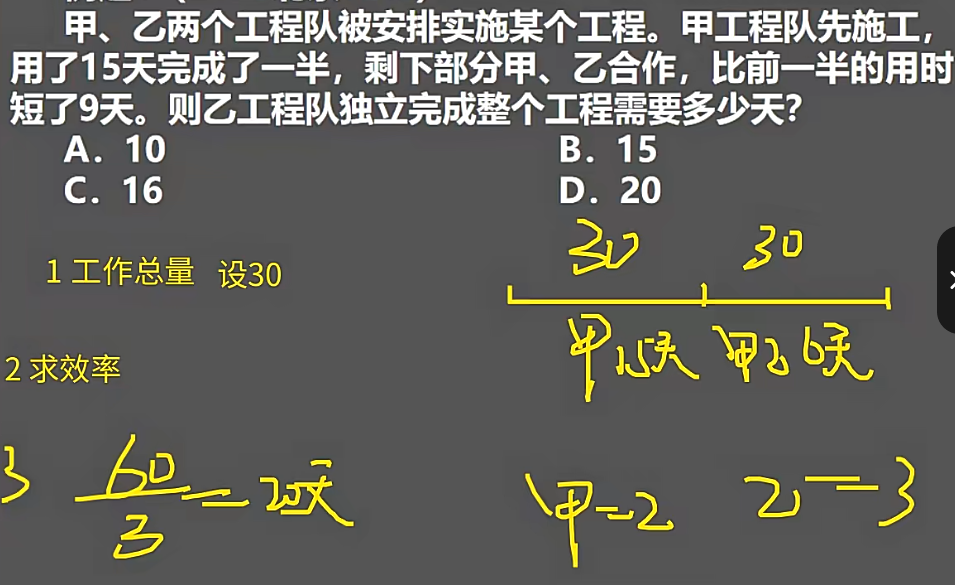 甲、乙两个工程队被安排实施某个工程。甲工程队先施工，
用了15天完成了一半，剩下部分甲、乙合作，比前一半的用时
短了9天。则乙工程队独立完成整个工程需要多少天？
A. 10 B. 15
C. 16 D. 20
30 30
1 工作总量 设30
甲15天 甲乙6天
2 求效率
3 60/3=20天 甲=2 乙=3